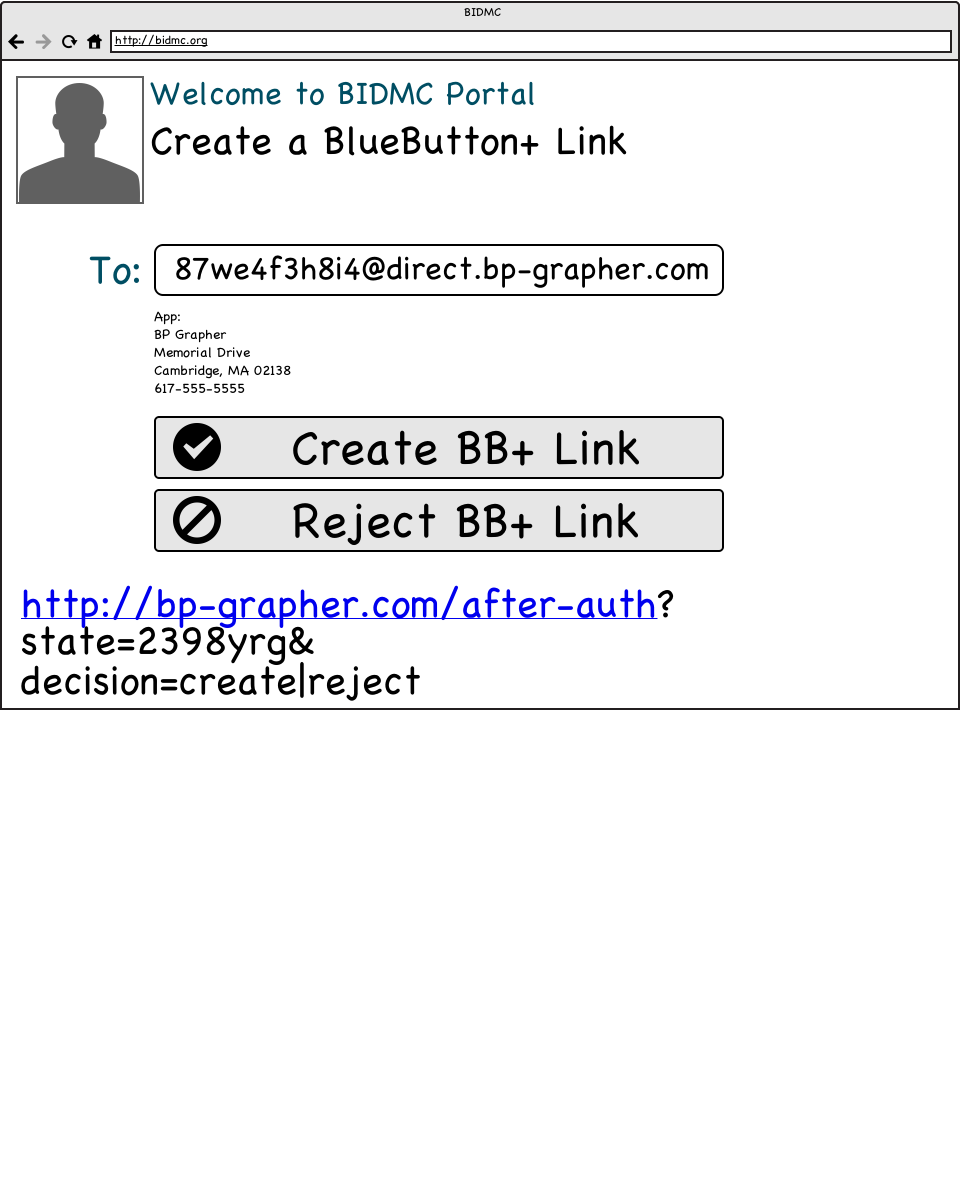 BIDMC
http://bidmc.org
Welcome to BIDMC Portal
Create a BlueButton+ Link
To: 87we4f3h8i4@direct.bp-grapher.com
App:
BP Grapher
Memorial Drive
Cambridge, MA 02138
617-555-5555
Create BB+ Link
Reject BB+ Link
http://bp-grapher.com/after-auth?
state=2398yrg&
decision=create|reject